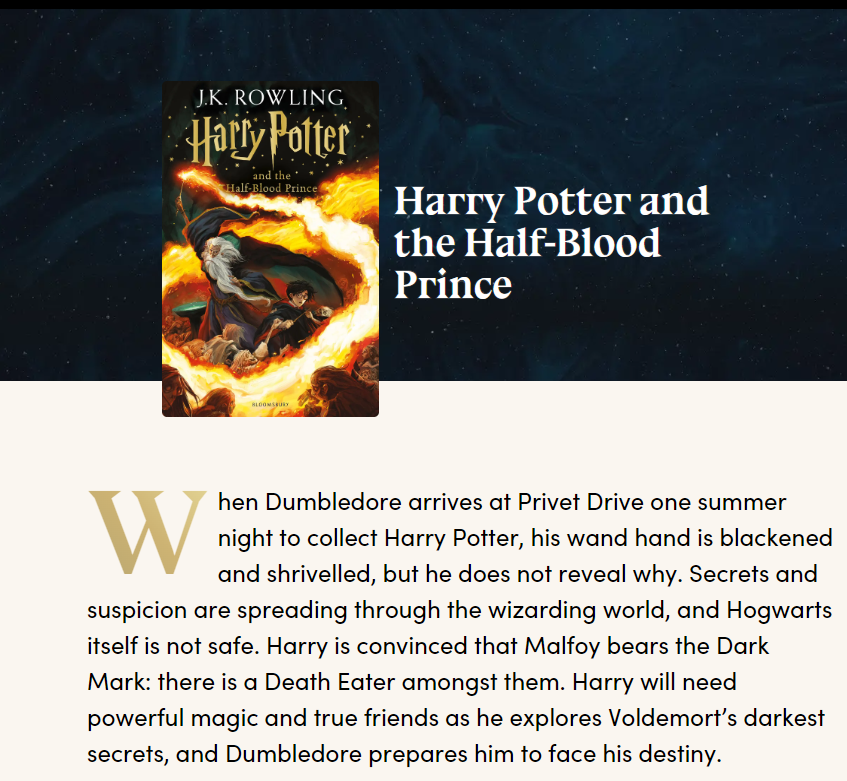 J.K. ROWLING
Harry Potter
and the
Half-Blood Prince
BLOOMSBURY
Harry Potter and
the Half-Blood
Prince
When Dumbledore arrives at Privet Drive one summer
night to collect Harry Potter, his wand hand is blackened
and shrivelled, but he does not reveal why. Secrets and
suspicion are spreading through the wizarding world, and Hogwarts
itself is not safe. Harry is convinced that Malfoy bears the Dark
Mark: there is a Death Eater amongst them. Harry will need
powerful magic and true friends as he explores Voldemort’s darkest
secrets, and Dumbledore prepares him to face his destiny.